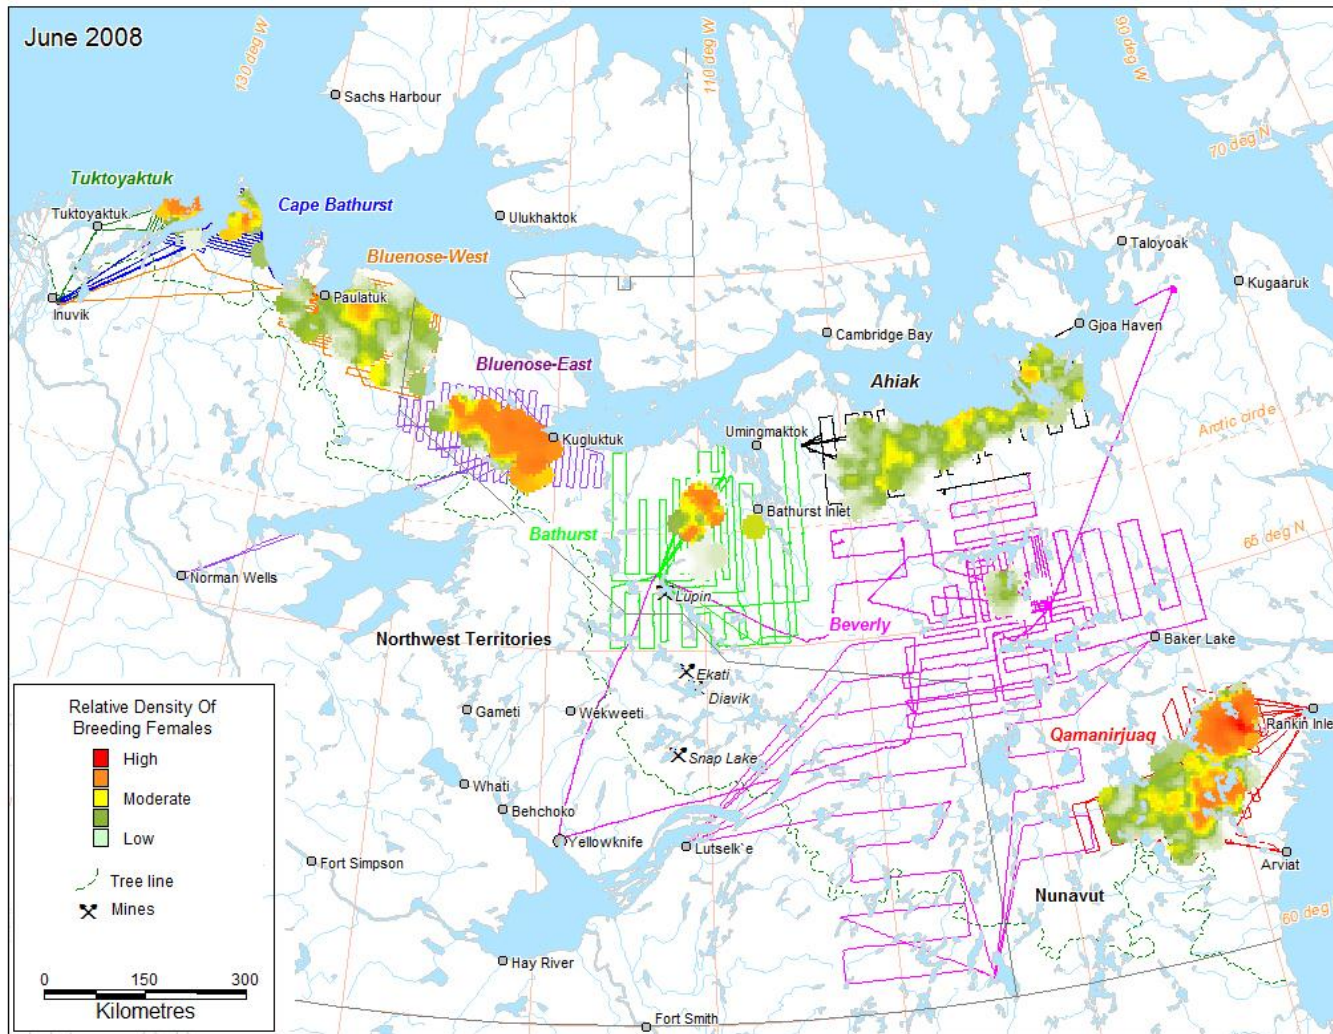 June 2008
130 deg W
110 deg W
90 deg W
Sachs Harbour
70 deg N
Tuktoyaktuk
Cape Bathurst
Tuktoyaktuk
Ulukhaktok
Taloyoak
Bluenose-West
Kugaaruk
Paulatuk
Inuvik
Cambridge Bay
Gjoa Haven
Bluenose-East
Ahiak
Arctic circle
Kugluktuk
Umingmaktok
Bathurst Inlet
Bathurst
65 deg N
Norman Wells
Lupin
Beverly
Northwest Territories
Baker Lake
Ekati
Diavik
Gameti
Wekweeti
Rankin Inle
Qamanirjuaq
Snap Lake
Whati
Behchoko
Yellowknife
Lutselk`e
Fort Simpson
Arviat
Nunavut
60 deg
Hay River
Fort Smith
Relative Density Of
Breeding Females
High
Moderate
Low
Tree line
Mines
0 150 300
Kilometres